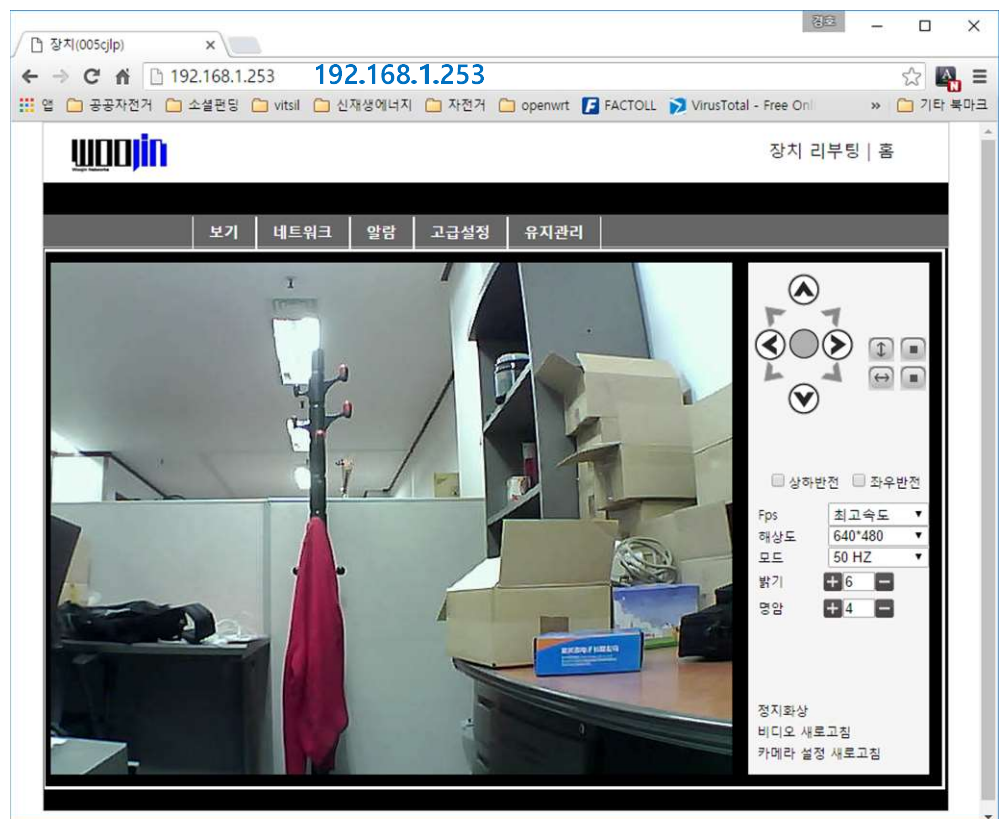 경호
장치(005cjlp)
192.168.1.253 192.168.1.253
앱 공공자전거 소셜펀딩 vitsil 신재생에너지 자전거 openwrt FACTOLL VirusTotal - Free Onl » 기타 북마크
woojin
Woojin Networks
장치 리부팅 | 홈
보기 네트워크 알람 고급설정 유지관리
상하반전 좌우반전
Fps 최고속도
해상도 640*480
모드 50 HZ
밝기 + 6 -
명암 + 4 -
정지화상
비디오 새로고침
카메라 설정 새로고침